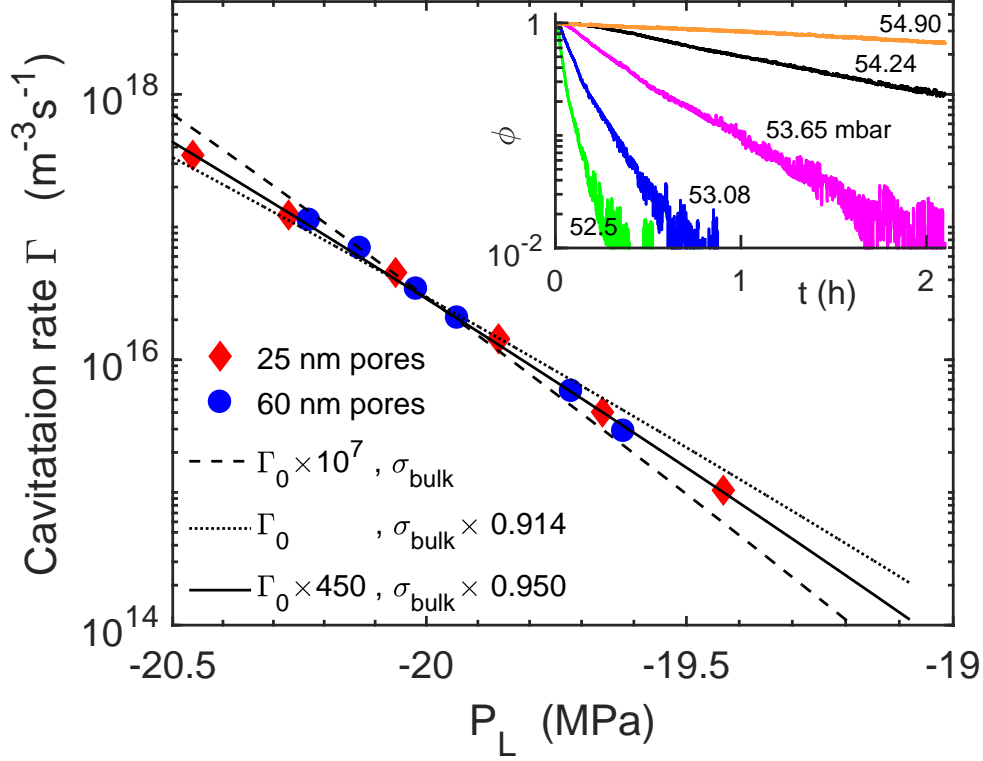 Cavitataion rate Γ (m⁻³s⁻¹)
10¹⁸
10¹⁶
10¹⁴
-20.5
-20
-19.5
-19
P_L (MPa)
25 nm pores
60 nm pores
Γ₀×10⁷ , σ_bulk
Γ₀ , σ_bulk× 0.914
Γ₀×450 , σ_bulk× 0.950
ϕ
1
10⁻²
0
1
2
t (h)
54.90
54.24
53.65 mbar
53.08
52.5